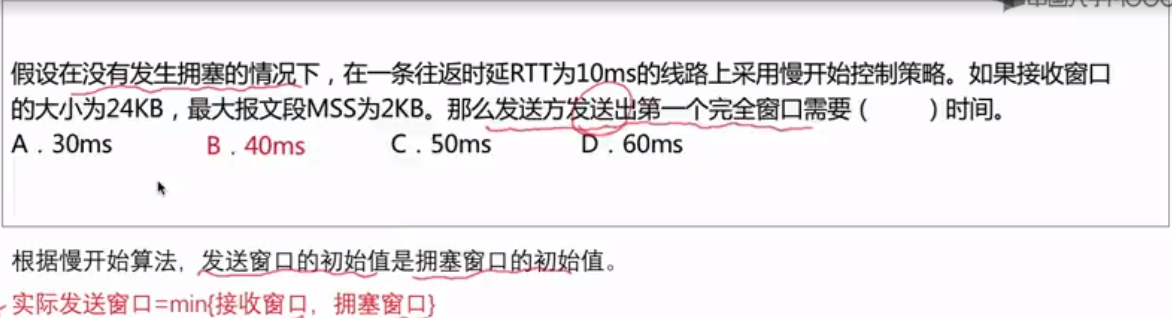 假设在没有发生拥塞的情况下，在一条往返时延RTT为10ms的线路上采用慢开始控制策略。如果接收窗口
的大小为24KB，最大报文段MSS为2KB。那么发送方发送出第一个完全窗口需要（　　）时间。
A．30ms　　B．40ms　　C．50ms　　D．60ms
根据慢开始算法，发送窗口的初始值是拥塞窗口的初始值。
实际发送窗口=min{接收窗口，拥塞窗口}